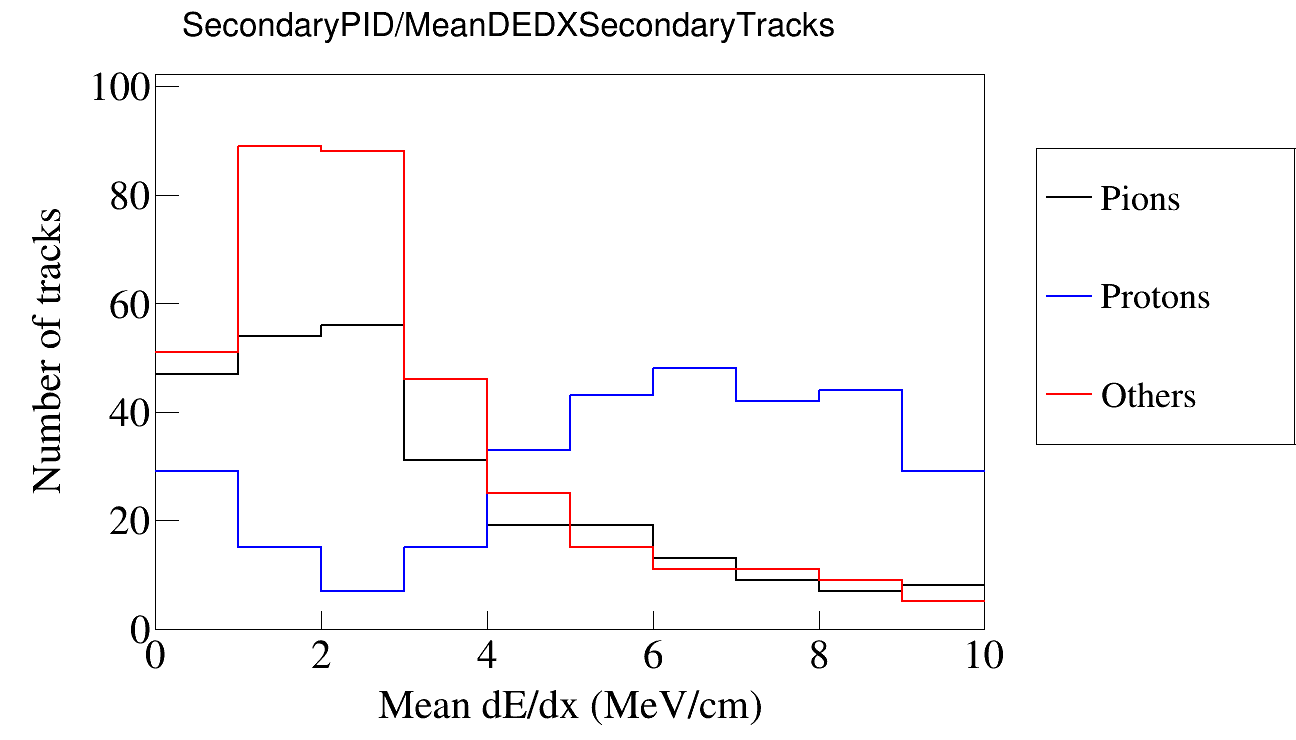 SecondaryPID/MeanDEDXSecondaryTracks
100
80
60
40
20
0
Number of tracks
0 2 4 6 8 10
Mean dE/dx (MeV/cm)
Pions
Protons
Others